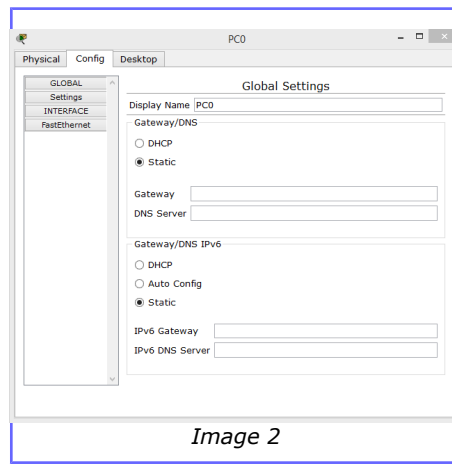 PC0
Physical Config Desktop
GLOBAL
Settings
INTERFACE
FastEthernet
Global Settings
Display Name PC0
Gateway/DNS
DHCP
Static
Gateway
DNS Server
Gateway/DNS IPv6
DHCP
Auto Config
Static
IPv6 Gateway
IPv6 DNS Server
Image 2